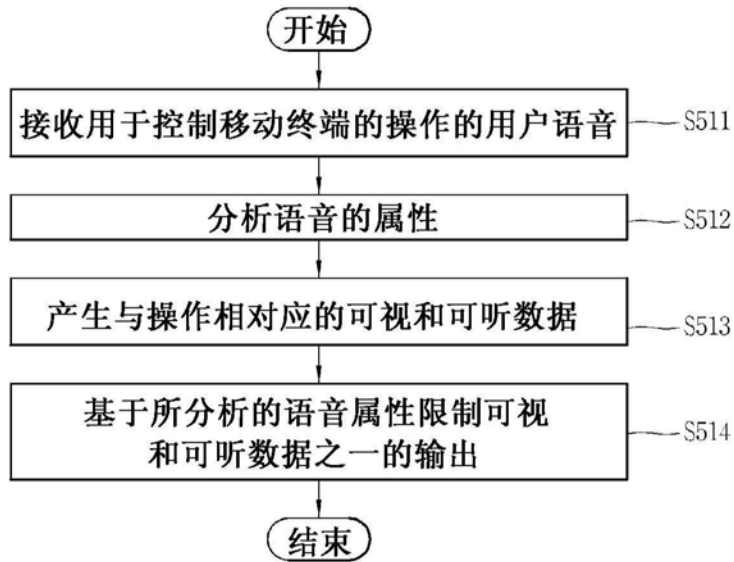 开始
接收用于控制移动终端的操作的用户语音
S511
分析语音的属性
S512
产生与操作相对应的可视和可听数据
S513
基于所分析的语音属性限制可视
和可听数据之一的输出
S514
结束